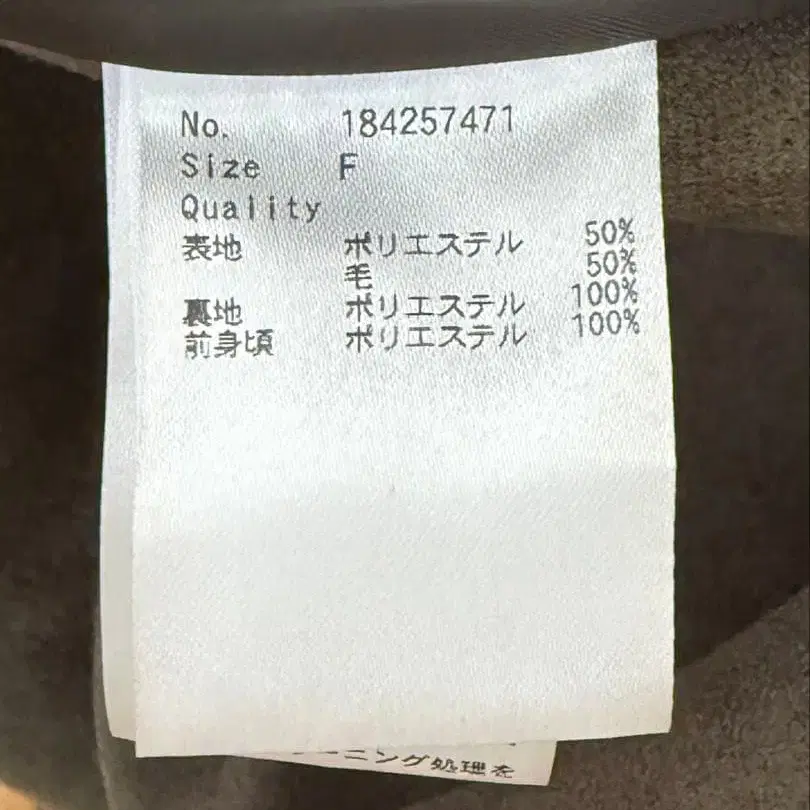 No. 184257471
Size F
Quality
表地 ポリエステル 50%
毛 50%
裏地 ポリエステル 100%
前身頃 ポリエステル 100%
ニング処理を